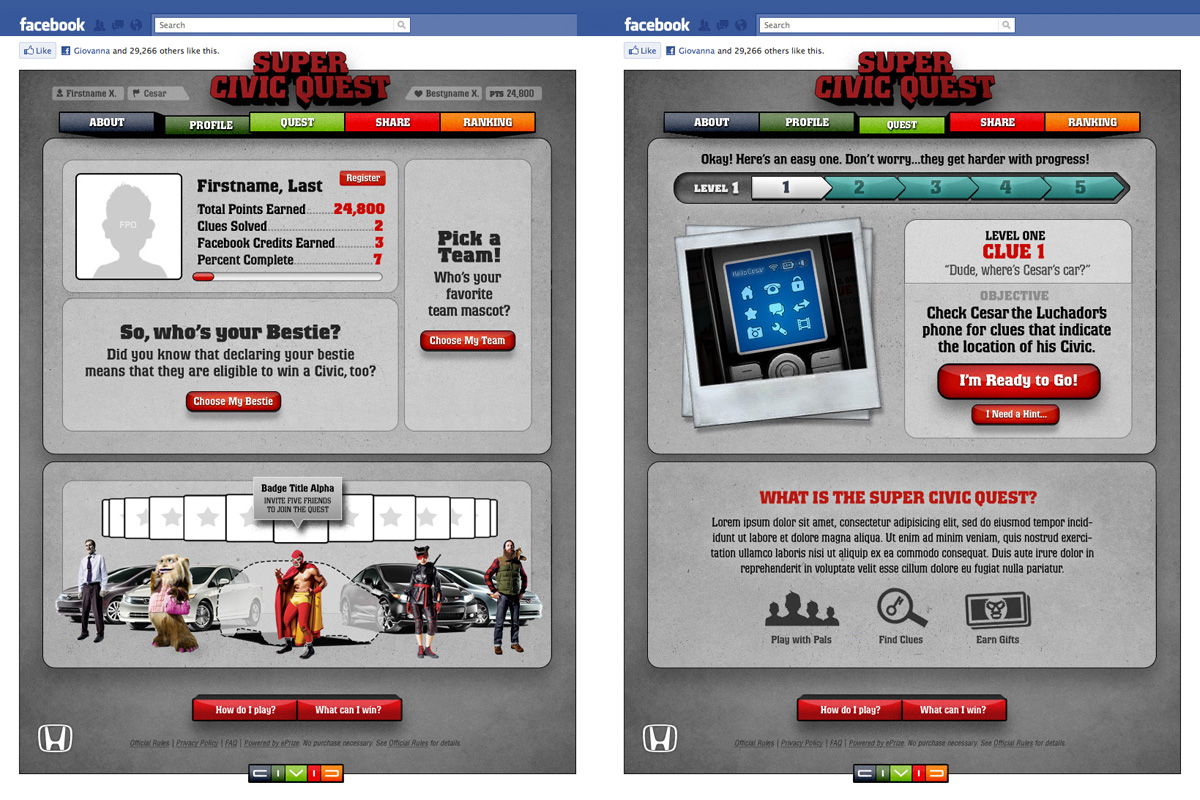 facebook
Search
Like
Giovanna and 29,266 others like this.
SUPER
CIVIC QUEST
Firstname X.
Cesar
Bestyname X.
PTS 24,800
ABOUT
PROFILE
QUEST
SHARE
RANKING
FPO
Firstname, Last
Register
Total Points Earned 24,800
Clues Solved 2
Facebook Credits Earned 3
Percent Complete 7
Pick a
Team!
Who's your
favorite
team mascot?
Choose My Team
So, who's your Bestie?
Did you know that declaring your bestie
means that they are eligible to win a Civic, too?
Choose My Bestie
Badge Title Alpha
INVITE FIVE FRIENDS
TO JOIN THE QUEST
How do I play?
What can I win?
Official Rules | Privacy Policy | FAQ | Powered by ePrize. No purchase necessary. See Official Rules for details.
CIVIC
facebook
Search
Like
Giovanna and 29,266 others like this.
SUPER
CIVIC QUEST
ABOUT
PROFILE
QUEST
SHARE
RANKING
Okay! Here's an easy one. Don't worry...they get harder with progress!
LEVEL 1
1
2
3
4
5
Hello Cesar
LEVEL ONE
CLUE 1
"Dude, where's Cesar's car?"
OBJECTIVE
Check Cesar the Luchador's
phone for clues that indicate
the location of his Civic.
I'm Ready to Go!
I Need a Hint...
WHAT IS THE SUPER CIVIC QUEST?
Lorem ipsum dolor sit amet, consectetur adipisicing elit, sed do eiusmod tempor incid-
idunt ut labore et dolore magna aliqua. Ut enim ad minim veniam, quis nostrud exerci-
tation ullamco laboris nisi ut aliquip ex ea commodo consequat. Duis aute irure dolor in
reprehenderit in voluptate velit esse cillum dolore eu fugiat nulla pariatur.
Play with Pals
Find Clues
Earn Gifts
How do I play?
What can I win?
Official Rules | Privacy Policy | FAQ | Powered by ePrize. No purchase necessary. See Official Rules for details.
CIVIC